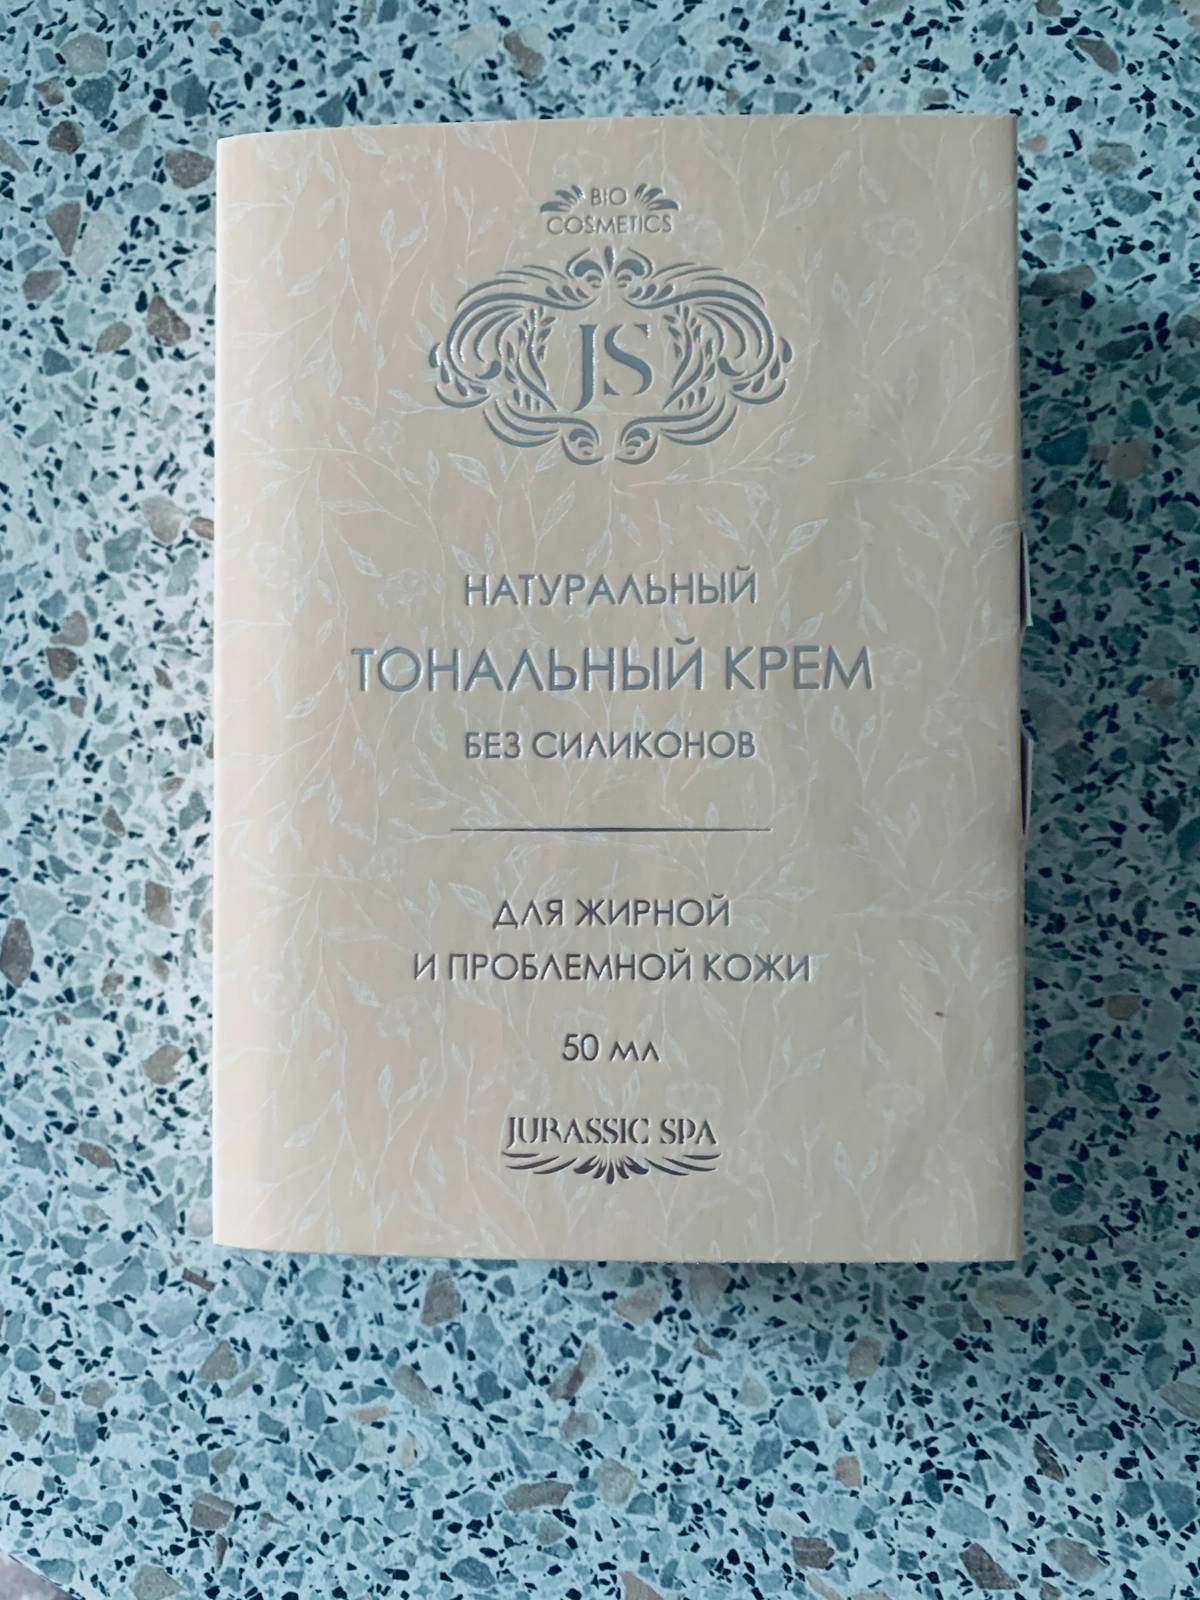 BIO
COSMETICS
JS
НАТУРАЛЬНЫЙ
ТОНАЛЬНЫЙ КРЕМ
БЕЗ СИЛИКОНОВ
ДЛЯ ЖИРНОЙ
И ПРОБЛЕМНОЙ КОЖИ
50 МЛ
JURASSIC SPA